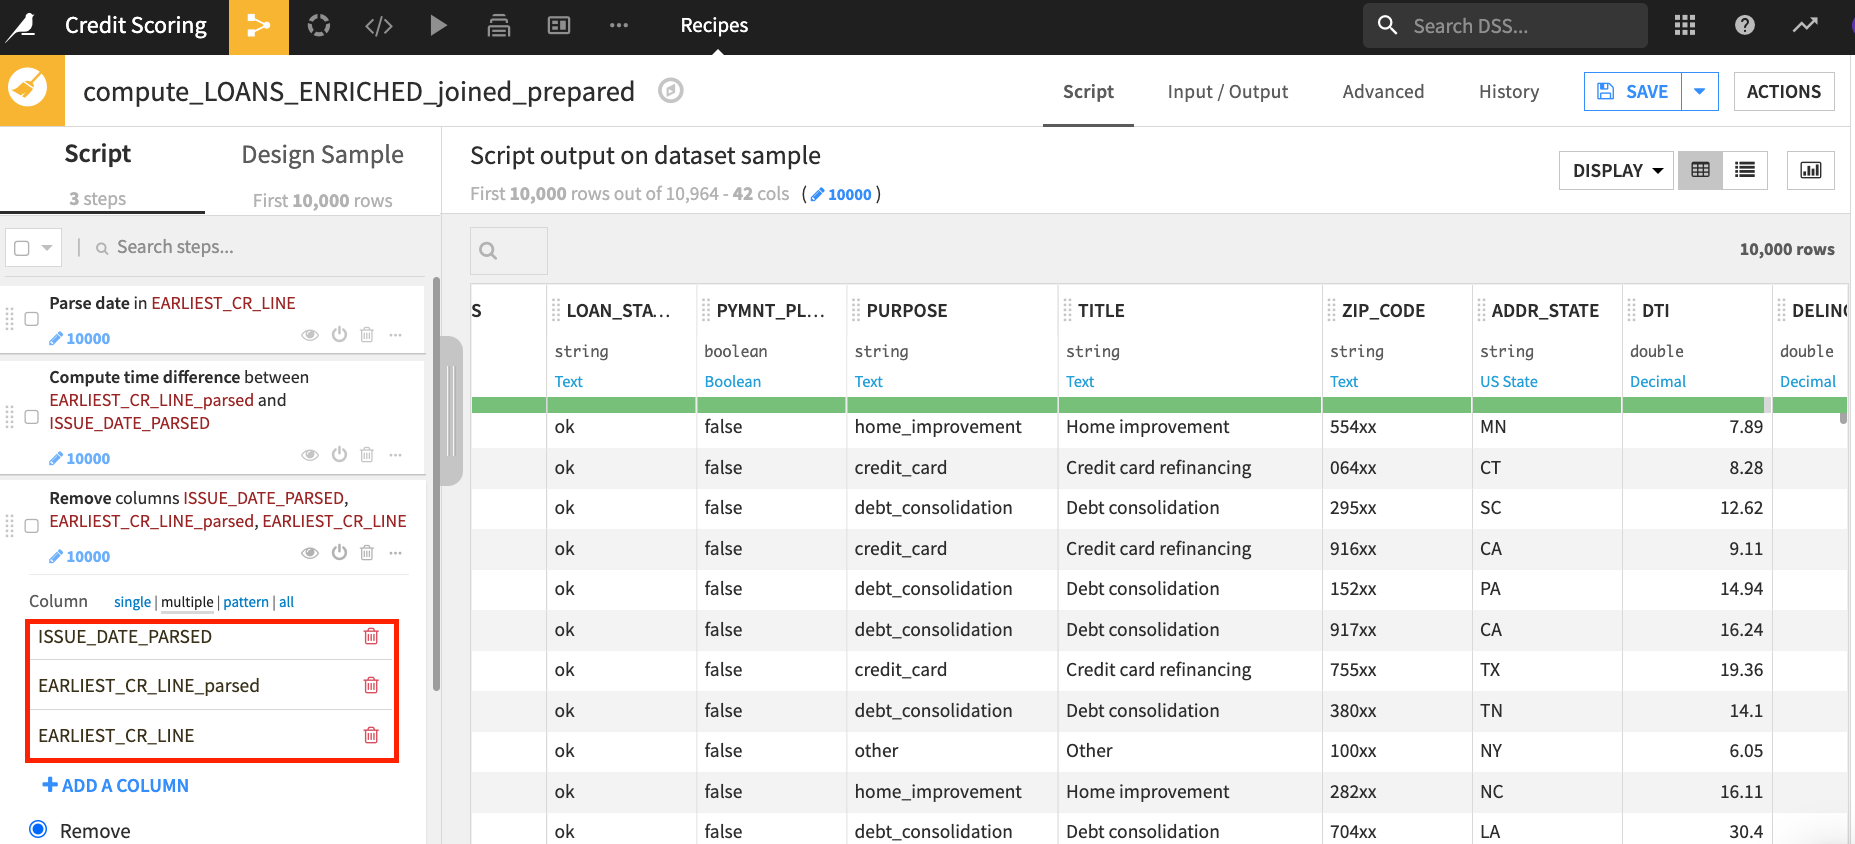 Credit Scoring
Recipes
Search DSS...
compute_LOANS_ENRICHED_joined_prepared
Script Input / Output Advanced History
SAVE
ACTIONS
Script Design Sample
3 steps First 10,000 rows
Search steps...
Parse date in EARLIEST_CR_LINE
10000
Compute time difference between
EARLIEST_CR_LINE_parsed and
ISSUE_DATE_PARSED
10000
Remove columns ISSUE_DATE_PARSED,
EARLIEST_CR_LINE_parsed, EARLIEST_CR_LINE
10000
Column single | multiple | pattern | all
ISSUE_DATE_PARSED
EARLIEST_CR_LINE_parsed
EARLIEST_CR_LINE
+ ADD A COLUMN
Remove
Script output on dataset sample
First 10,000 rows out of 10,964 - 42 cols ( 10000 )
DISPLAY
10,000 rows
S LOAN_STA... PYMNT_PL... PURPOSE TITLE ZIP_CODE ADDR_STATE DTI DELINC
string boolean string string string string double double
Text Boolean Text Text Text US State Decimal Decimal
ok false home_improvement Home improvement 554xx MN 7.89
ok false credit_card Credit card refinancing 064xx CT 8.28
ok false debt_consolidation Debt consolidation 295xx SC 12.62
ok false credit_card Credit card refinancing 916xx CA 9.11
ok false debt_consolidation Debt consolidation 152xx PA 14.94
ok false debt_consolidation Debt consolidation 917xx CA 16.24
ok false credit_card Credit card refinancing 755xx TX 19.36
ok false debt_consolidation Debt consolidation 380xx TN 14.1
ok false other Other 100xx NY 6.05
ok false home_improvement Home improvement 282xx NC 16.11
ok false debt_consolidation Debt consolidation 704xx LA 30.4